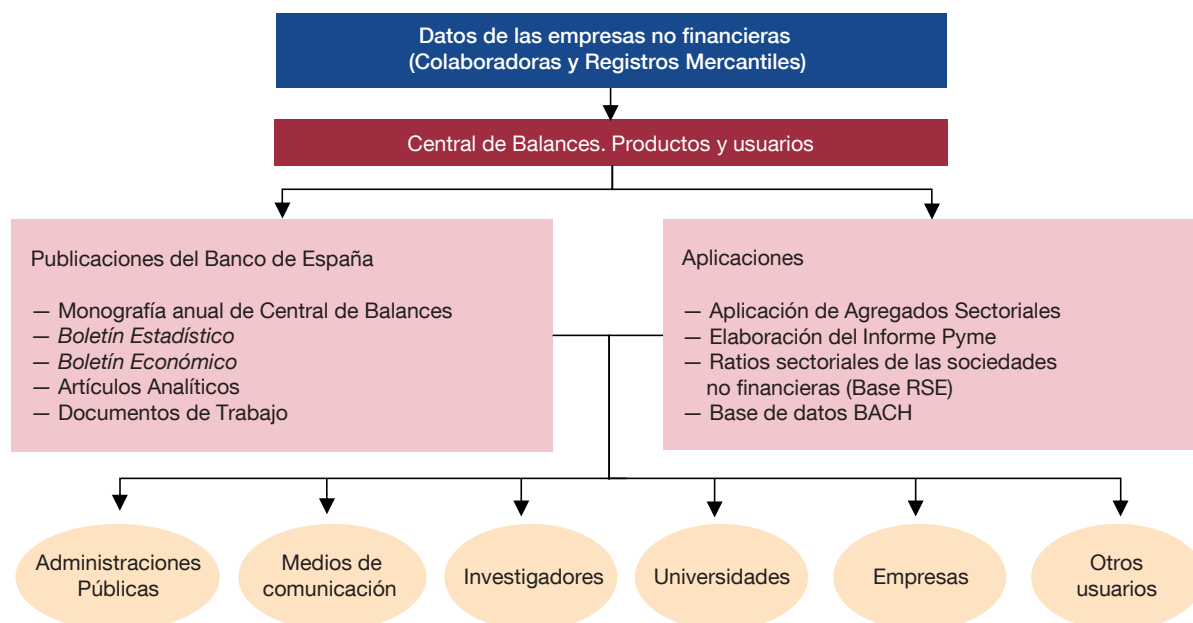 Datos de las empresas no financieras
(Colaboradoras y Registros Mercantiles)
Central de Balances. Productos y usuarios
Publicaciones del Banco de España
— Monografía anual de Central de Balances
— Boletín Estadístico
— Boletín Económico
— Artículos Analíticos
— Documentos de Trabajo
Aplicaciones
— Aplicación de Agregados Sectoriales
— Elaboración del Informe Pyme
— Ratios sectoriales de las sociedades
no financieras (Base RSE)
— Base de datos BACH
Administraciones
Públicas
Medios de
comunicación
Investigadores
Universidades
Empresas
Otros
usuarios